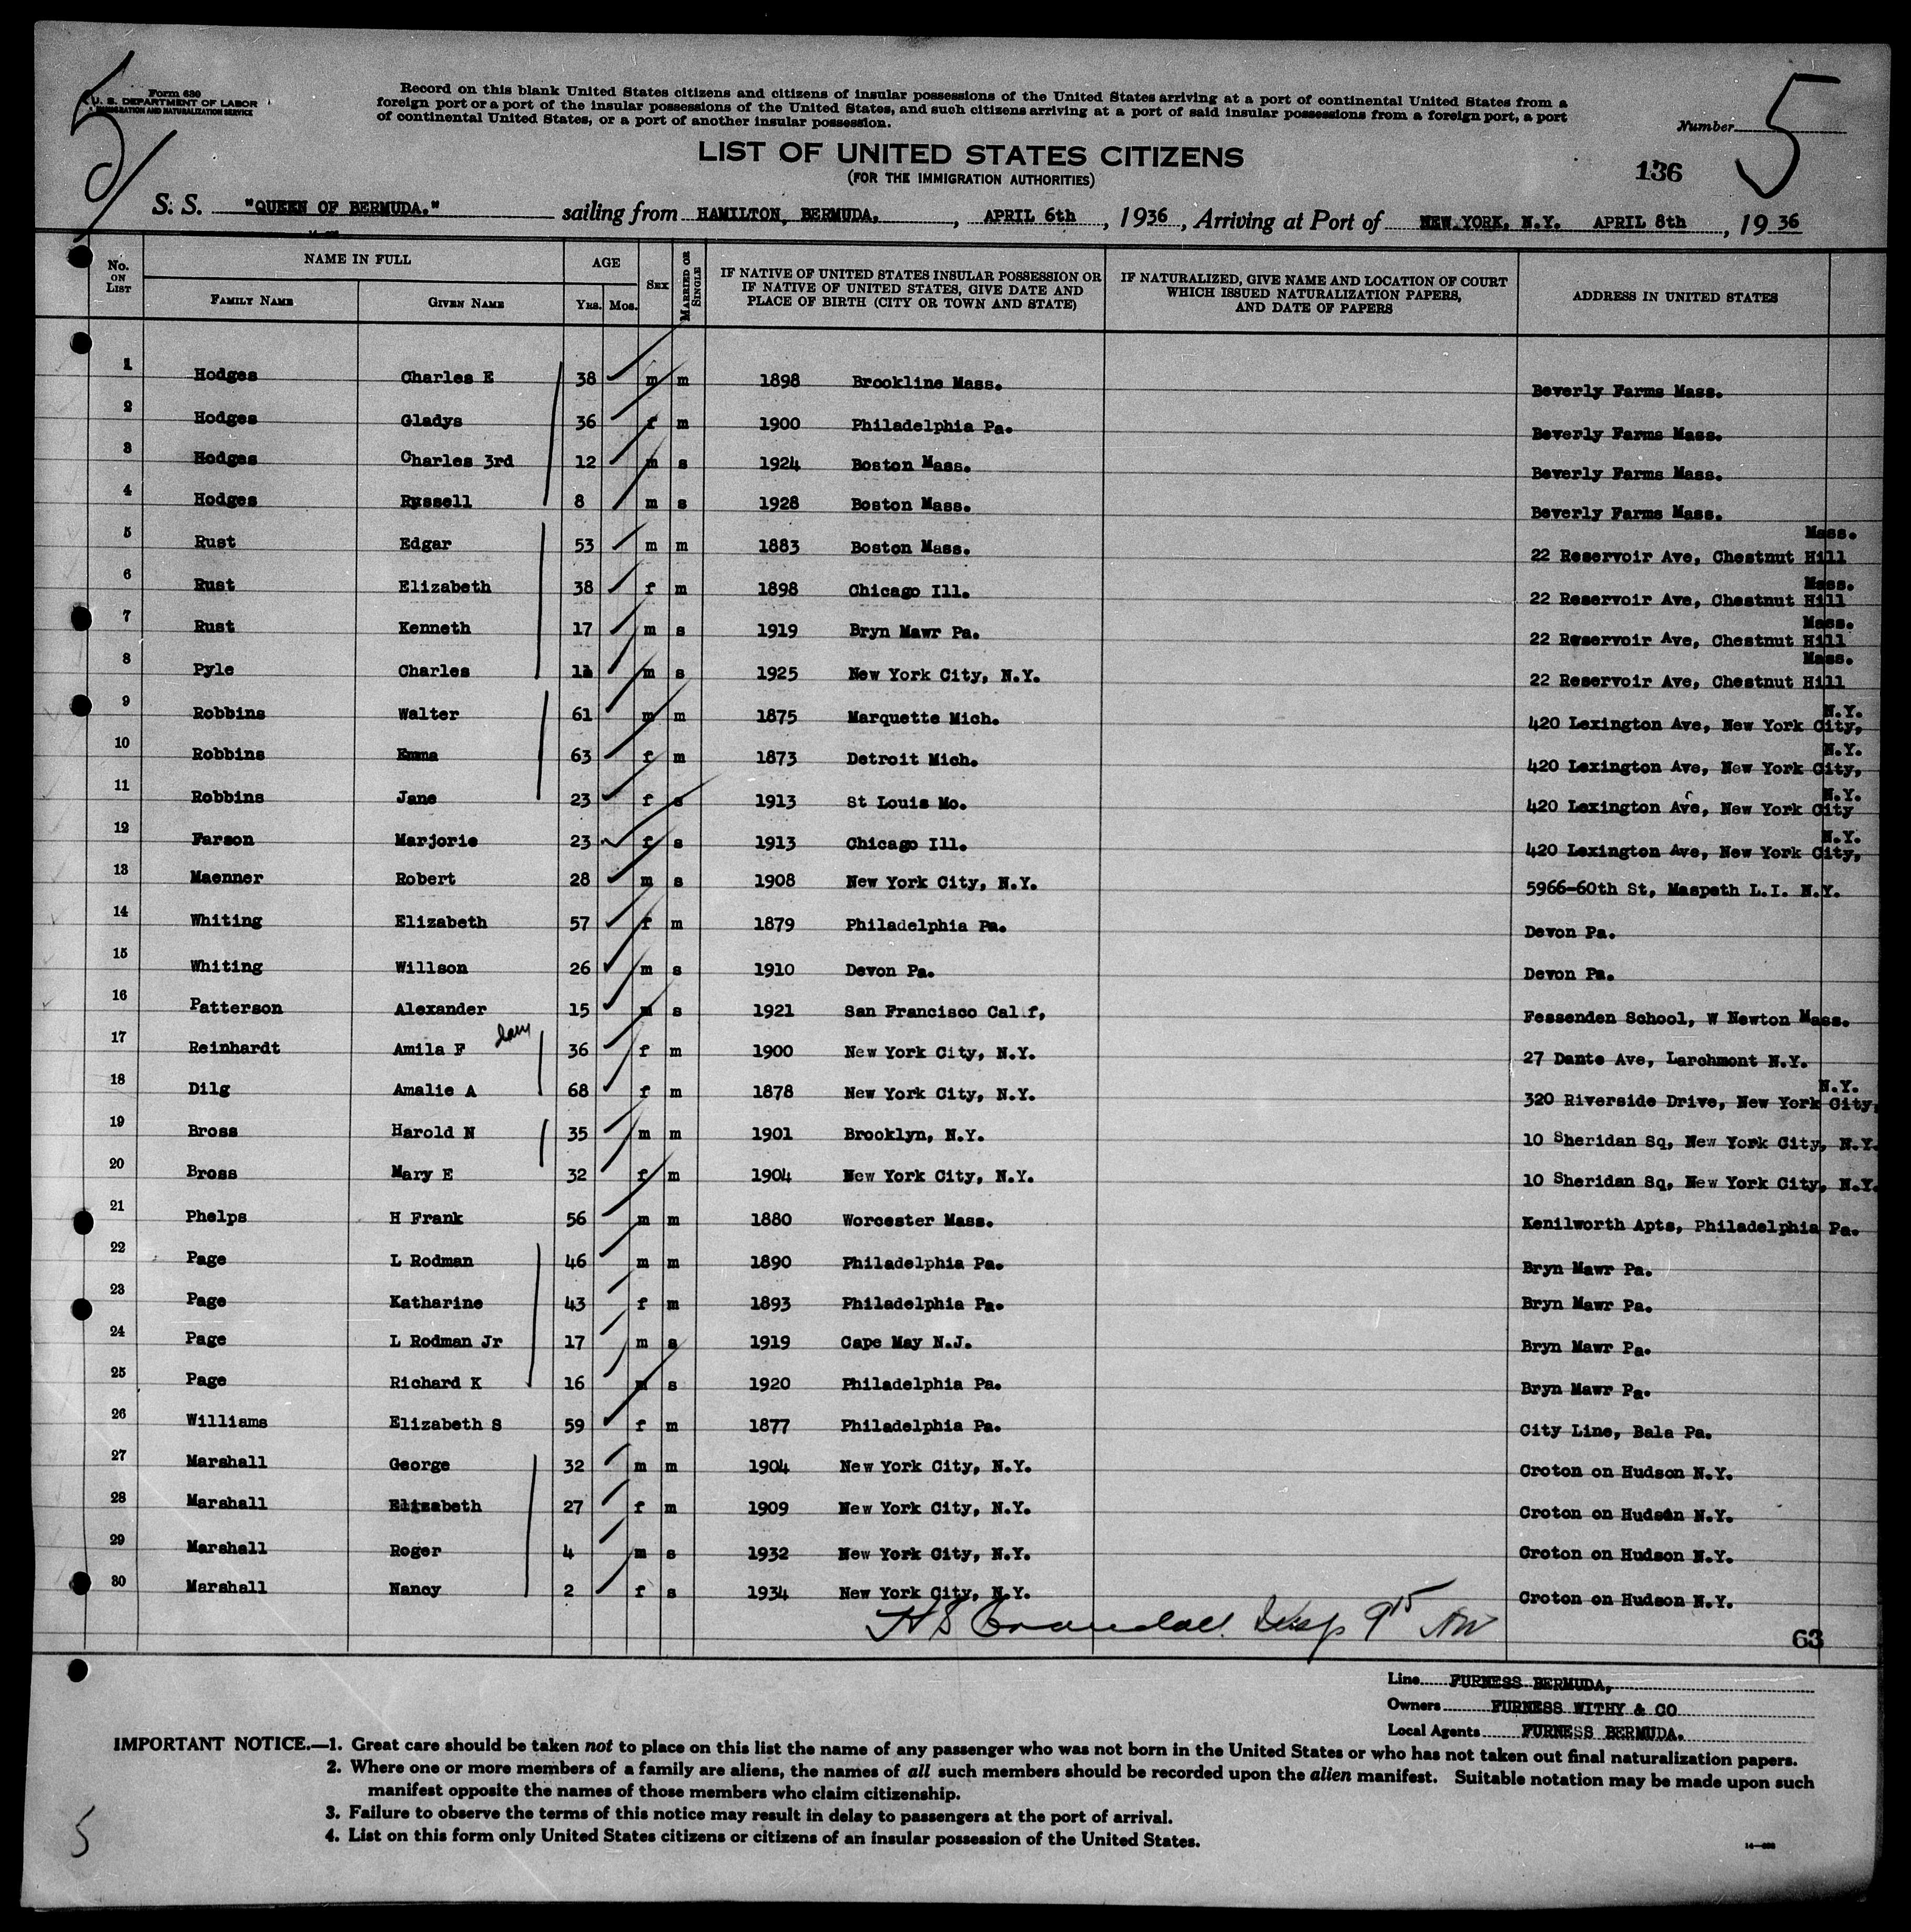 Form 630
U. S. DEPARTMENT OF LABOR
IMMIGRATION AND NATURALIZATION SERVICE
5
Record on this blank United States citizens and citizens of insular possessions of the United States arriving at a port of continental United States from a
foreign port or a port of the insular possessions of the United States, and such citizens arriving at a port of said insular possessions from a foreign port, a port
of continental United States, or a port of another insular possession.
Number 5
LIST OF UNITED STATES CITIZENS
(FOR THE IMMIGRATION AUTHORITIES)
136
S. S. "QUEEN OF BERMUDA." sailing from HAMILTON, BERMUDA. , APRIL 6th , 1936 , Arriving at Port of NEW YORK, N.Y. APRIL 8th , 19 36
No. ON LIST NAME IN FULL FAMILY NAME GIVEN NAME AGE YRS. MOS. SEX MARRIED OR SINGLE IF NATIVE OF UNITED STATES INSULAR POSSESSION OR IF NATIVE OF UNITED STATES, GIVE DATE AND PLACE OF BIRTH (CITY OR TOWN AND STATE) IF NATURALIZED, GIVE NAME AND LOCATION OF COURT WHICH ISSUED NATURALIZATION PAPERS, AND DATE OF PAPERS ADDRESS IN UNITED STATES
1 Hodges Charles E 38 m m 1898 Brookline Mass. Beverly Farms Mass.
2 Hodges Gladys 36 f m 1900 Philadelphia Pa. Beverly Farms Mass.
3 Hodges Charles 3rd 12 m s 1924 Boston Mass. Beverly Farms Mass.
4 Hodges Russell 8 m s 1928 Boston Mass. Beverly Farms Mass.
5 Rust Edgar 53 m m 1883 Boston Mass. 22 Reservoir Ave, Chestnut Hill Mass.
6 Rust Elizabeth 38 f m 1898 Chicago Ill. 22 Reservoir Ave, Chestnut Hill Mass.
7 Rust Kenneth 17 m s 1919 Bryn Mawr Pa. 22 Reservoir Ave, Chestnut Hill Mass.
8 Pyle Charles m s 1925 New York City, N.Y. 22 Reservoir Ave, Chestnut Hill Mass.
9 Robbins Walter 61 m m 1875 Marquette Mich. 420 Lexington Ave, New York City, N.Y.
10 Robbins Emma 63 f m 1873 Detroit Mich. 420 Lexington Ave, New York City, N.Y.
11 Robbins Jane 23 f s 1913 St Louis Mo. 420 Lexington Ave, New York City N.Y.
12 Farson Marjorie 23 f s 1913 Chicago Ill. 420 Lexington Ave, New York City, N.Y.
13 Maenner Robert 28 m s 1908 New York City, N.Y. 5966-60th St, Maspeth L.I. N.Y.
14 Whiting Elizabeth 57 f m 1879 Philadelphia Pa. Devon Pa.
15 Whiting Willson 26 m s 1910 Devon Pa. Devon Pa.
16 Patterson Alexander 15 m s 1921 San Francisco Calif, Fessenden School, W Newton Mass.
17 Reinhardt Amila F 36 f m 1900 New York City, N.Y. 27 Dante Ave, Larchmont N.Y.
18 Dilg Amalie A 68 f m 1878 New York City, N.Y. 320 Riverside Drive, New York City, N.Y.
19 Bross Harold N 35 m m 1901 Brooklyn, N.Y. 10 Sheridan Sq, New York City, N.Y.
20 Bross Mary E 32 f m 1904 New York City, N.Y. 10 Sheridan Sq, New York City, N.Y.
21 Phelps H Frank 56 m m 1880 Worcester Mass. Kenilworth Apts, Philadelphia Pa.
22 Page L Rodman 46 m m 1890 Philadelphia Pa. Bryn Mawr Pa.
23 Page Katharine 43 f m 1893 Philadelphia Pa. Bryn Mawr Pa.
24 Page L Rodman Jr 17 m s 1919 Cape May N.J. Bryn Mawr Pa.
25 Page Richard K 16 m s 1920 Philadelphia Pa. Bryn Mawr Pa.
26 Williams Elizabeth S 59 f m 1877 Philadelphia Pa. City Line, Bala Pa.
27 Marshall George 32 m m 1904 New York City, N.Y. Croton on Hudson N.Y.
28 Marshall Elizabeth 27 f m 1909 New York City, N.Y. Croton on Hudson N.Y.
29 Marshall Roger 4 m s 1932 New York City, N.Y. Croton on Hudson N.Y.
30 Marshall Nancy 2 f s 1934 New York City, N.Y. Croton on Hudson N.Y.
H S Crandall Insp 9 15 AM
63
Line FURNESS BERMUDA,
Owners FURNESS WITHY & CO
Local Agents FURNESS BERMUDA.
IMPORTANT NOTICE.—1. Great care should be taken not to place on this list the name of any passenger who was not born in the United States or who has not taken out final naturalization papers.
2. Where one or more members of a family are aliens, the names of all such members should be recorded upon the alien manifest. Suitable notation may be made upon such
manifest opposite the names of those members who claim citizenship.
3. Failure to observe the terms of this notice may result in delay to passengers at the port of arrival.
4. List on this form only United States citizens or citizens of an insular possession of the United States.
5